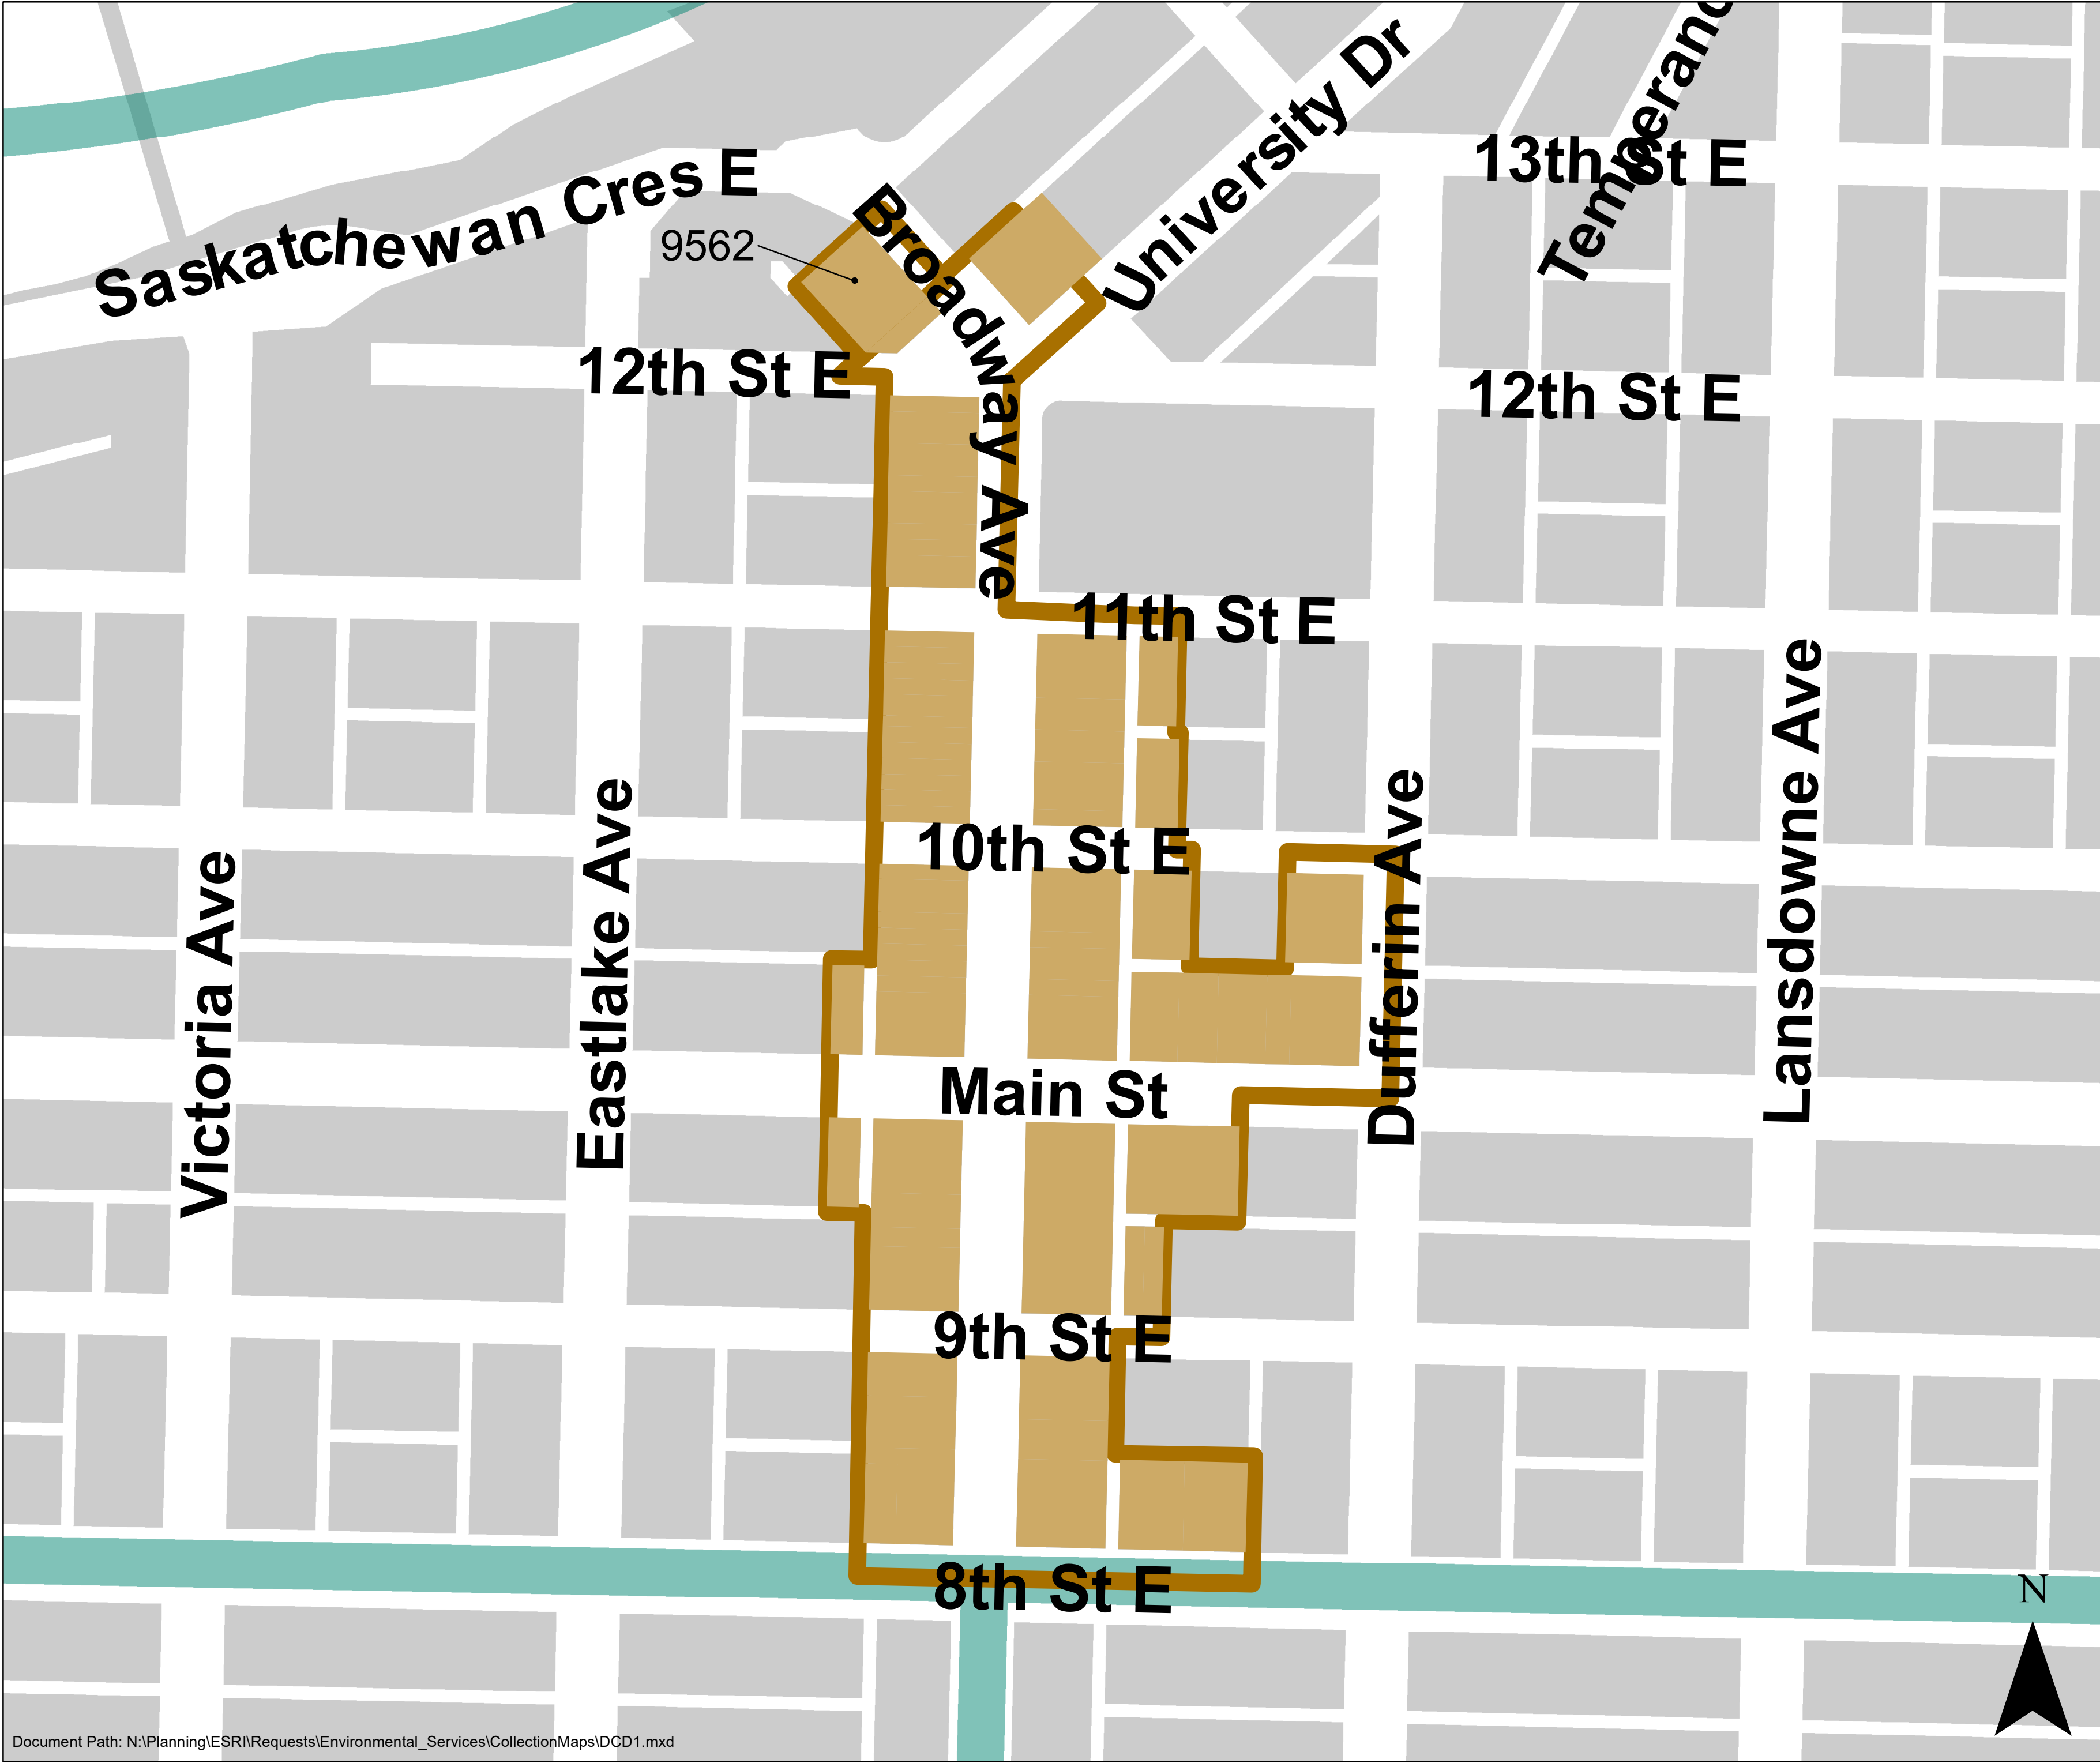 University Dr
13th St E
Saskatchewan Cres E
9562
Broadway Ave
12th St E
12th St E
11th St E
10th St E
Victoria Ave
Eastlake Ave
Dufferin Ave
Lansdowne Ave
Main St
9th St E
8th St E
N
Document Path: N:\Planning\ESRI\Requests\Environmental_Services\CollectionMaps\DCD1.mxd